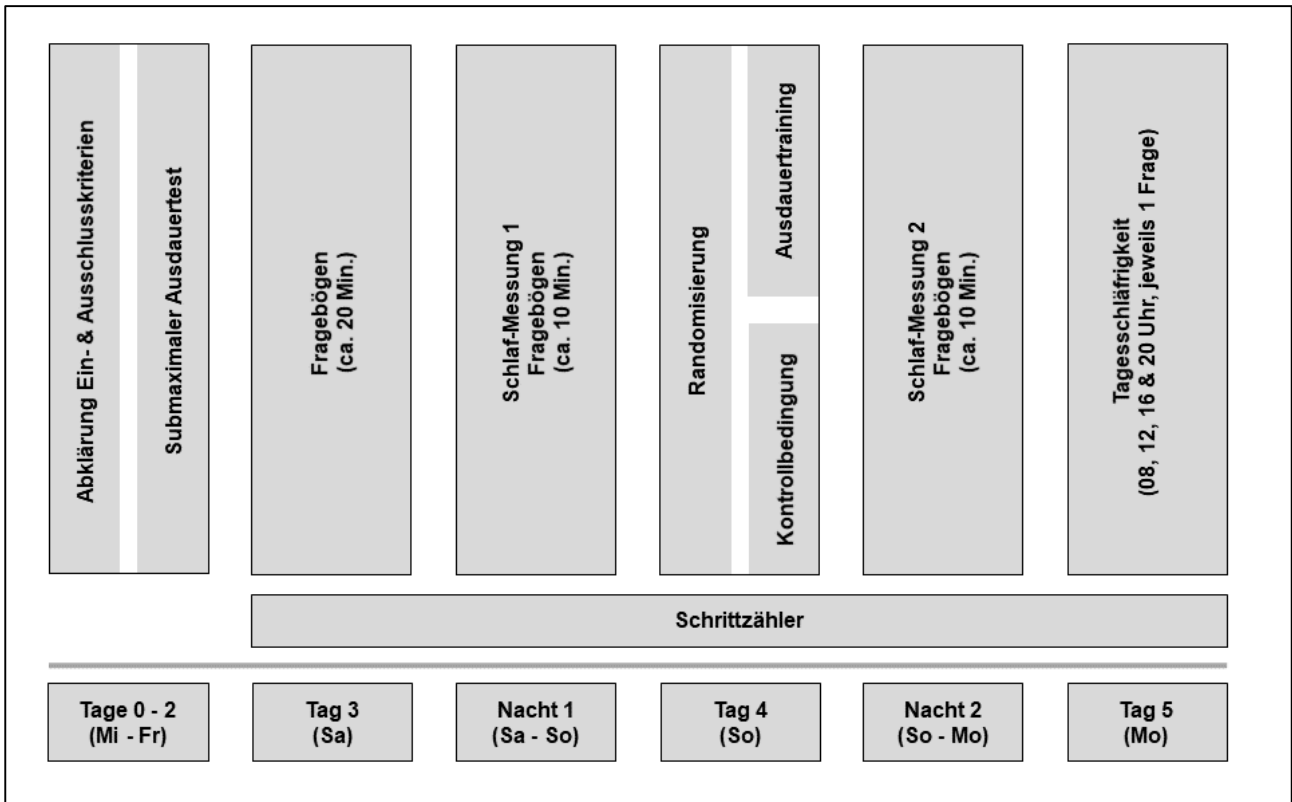 Abklärung Ein- & Ausschlusskriterien
Submaximaler Ausdauertest
Fragebögen
(ca. 20 Min.)
Schlaf-Messung 1
Fragebögen
(ca. 10 Min.)
Randomisierung
Ausdauertraining
Kontrollbedingung
Schlaf-Messung 2
Fragebögen
(ca. 10 Min.)
Tagesschläfrigkeit
(08, 12, 16 & 20 Uhr, jeweils 1 Frage)
Schrittzähler
Tage 0 - 2
(Mi - Fr)
Tag 3
(Sa)
Nacht 1
(Sa - So)
Tag 4
(So)
Nacht 2
(So - Mo)
Tag 5
(Mo)